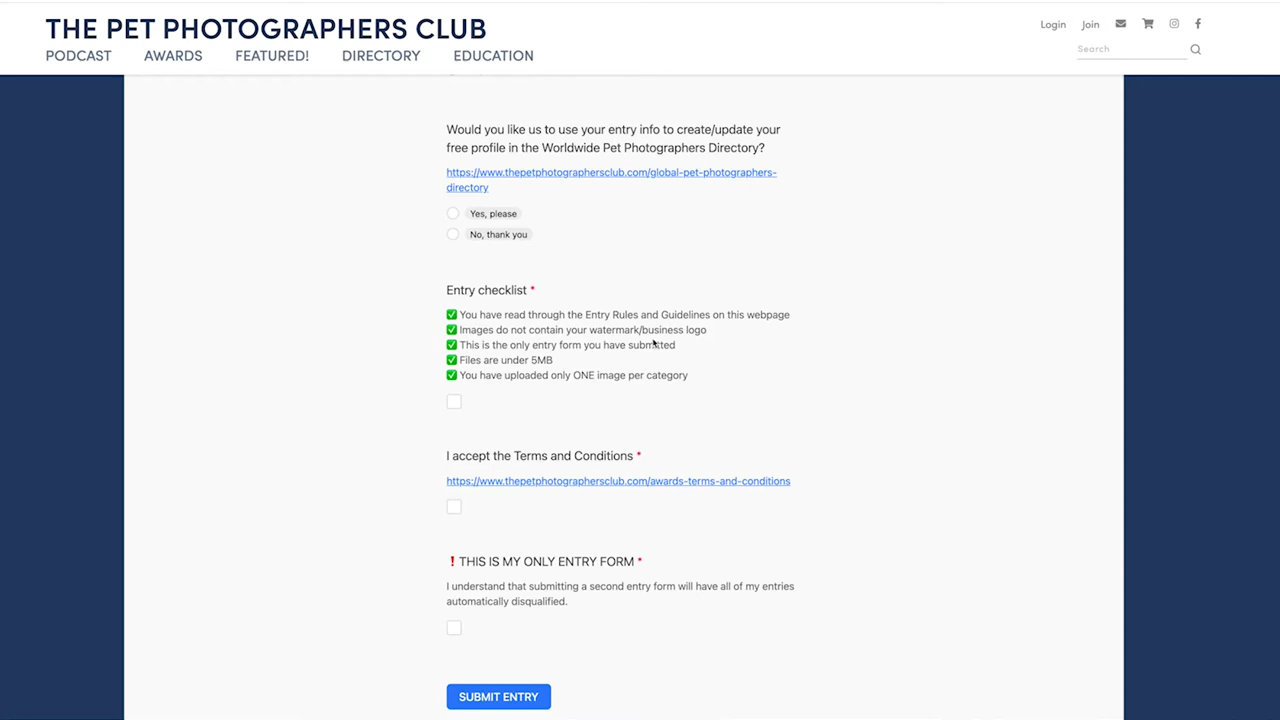 THE PET PHOTOGRAPHERS CLUB
Login Join
PODCAST AWARDS FEATURED! DIRECTORY EDUCATION
Search
Would you like us to use your entry info to create/update your
free profile in the Worldwide Pet Photographers Directory?
https://www.thepetphotographersclub.com/global-pet-photographers-
directory
Yes, please
No, thank you
Entry checklist *
✅ You have read through the Entry Rules and Guidelines on this webpage
✅ Images do not contain your watermark/business logo
✅ This is the only entry form you have submitted
✅ Files are under 5MB
✅ You have uploaded only ONE image per category
I accept the Terms and Conditions *
https://www.thepetphotographersclub.com/awards-terms-and-conditions
❗ THIS IS MY ONLY ENTRY FORM *
I understand that submitting a second entry form will have all of my entries
automatically disqualified.
SUBMIT ENTRY